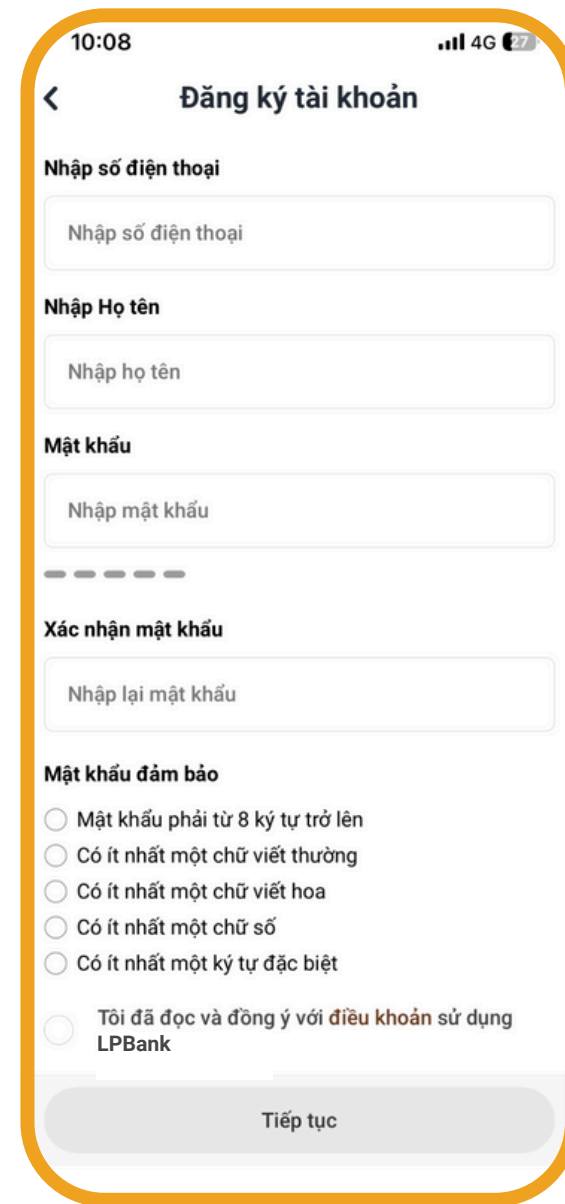 10:08
4G 27
Đăng ký tài khoản
Nhập số điện thoại
Nhập số điện thoại
Nhập Họ tên
Nhập họ tên
Mật khẩu
Nhập mật khẩu
Xác nhận mật khẩu
Nhập lại mật khẩu
Mật khẩu đảm bảo
Mật khẩu phải từ 8 ký tự trở lên
Có ít nhất một chữ viết thường
Có ít nhất một chữ viết hoa
Có ít nhất một chữ số
Có ít nhất một ký tự đặc biệt
Tôi đã đọc và đồng ý với điều khoản sử dụng
LPBank
Tiếp tục